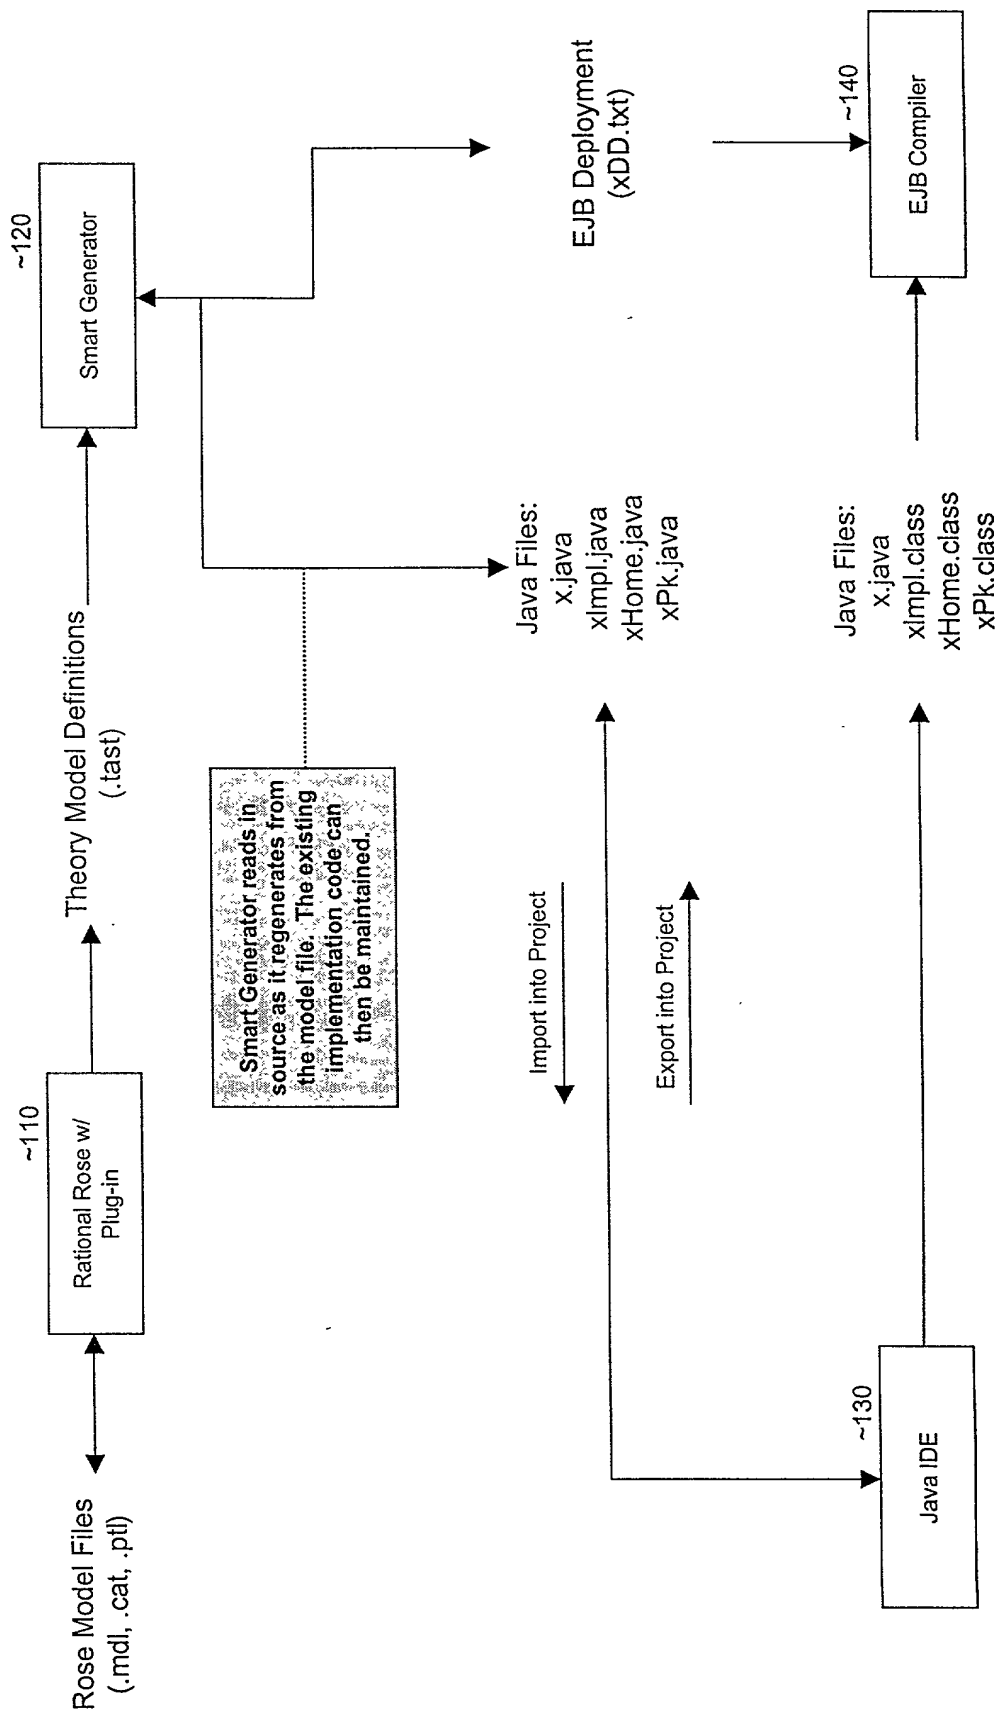 Rose Model Files
(.mdl, .cat, .ptl)
~110
Rational Rose w/
Plug-in
Theory Model Definitions
(.tast)
~120
Smart Generator
Smart Generator reads in
source as it regenerates from
the model file. The existing
implementation code can
then be maintained.
Import into Project
Export into Project
Java Files:
x.java
xImpl.java
xHome.java
xPk.java
EJB Deployment
(xDD.txt)
~130
Java IDE
Java Files:
x.java
xImpl.class
xHome.class
xPk.class
~140
EJB Compiler